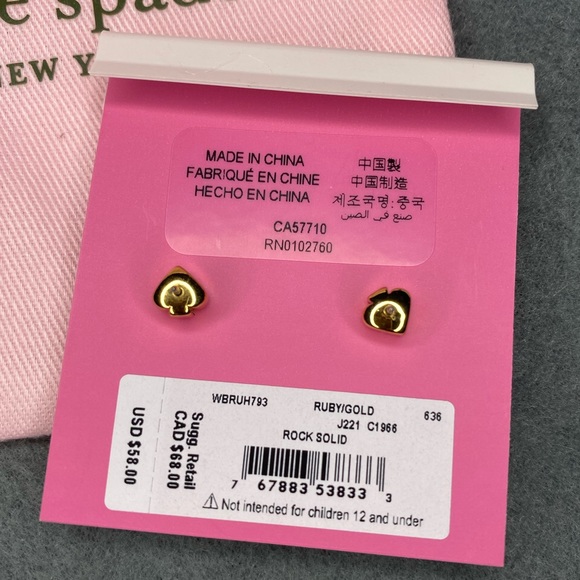 e spade
NEW Y
MADE IN CHINA
FABRIQUÉ EN CHINE
HECHO EN CHINA
中国製
中国制造
제조국명:중국
صنع في الصين
CA57710
RN0102760
WBRUH793 RUBY/GOLD 636
J221 C1966
ROCK SOLID
7 67883 53833 3
⚠ Not intended for children 12 and under
Sugg. Retail
CAD $68.00
USD $58.00